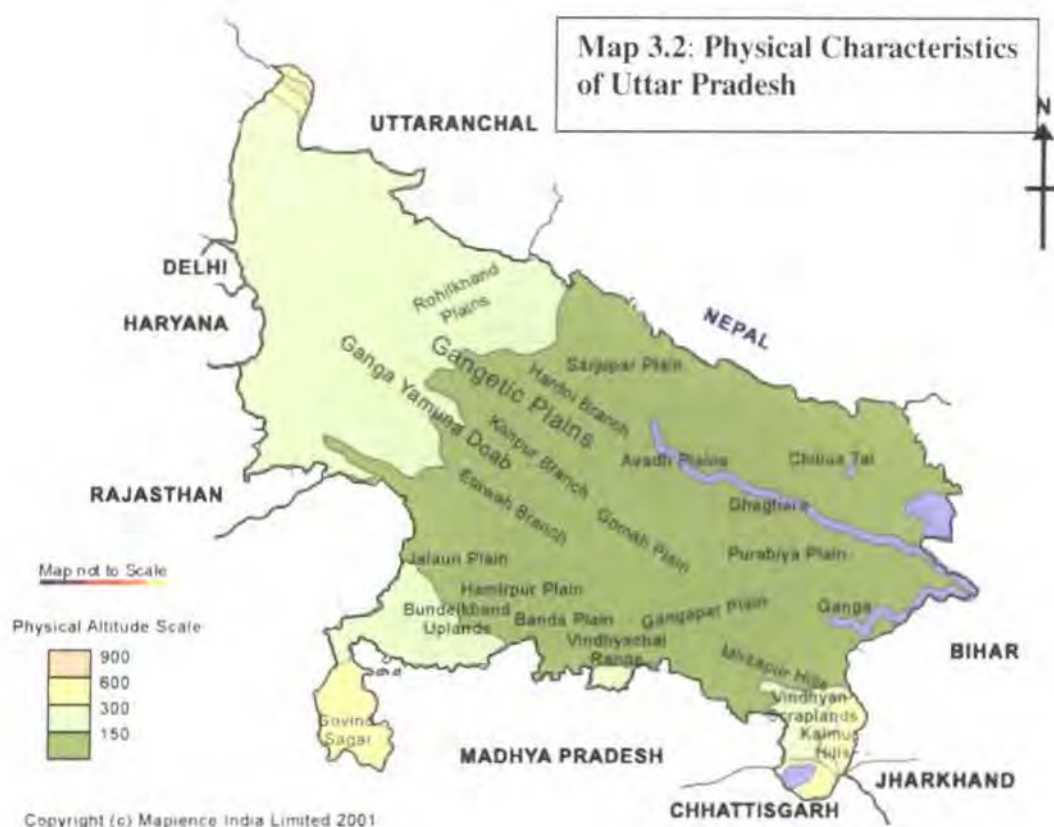 Map 3.2: Physical Characteristics
of Uttar Pradesh
N
UTTARANCHAL
DELHI
HARYANA
NEPAL
Rohilkhand
Plains
Ganga Yamuna Doab
Gangetic Plains
Sarjupar Plain
Hardoi Branch
Kanpur Branch
Avadh Plains
Chillua Tal
RAJASTHAN
Etawah Branch
Gomati Plain
Ghaghara
Purabiya Plain
Jalaun Plain
Hamirpur Plain
Bundelkhand
Uplands
Banda Plain
Gangapar Plain
Ganga
Vindhyachal
Range
Mirzapur Hills
BIHAR
Vindhyan
Scraplands
Kaimu
Hills
Govind
Sagar
MADHYA PRADESH
JHARKHAND
CHHATTISGARH
Map not to Scale
Physical Altitude Scale
900
600
300
150
Copyright (c) Mapience India Limited 2001